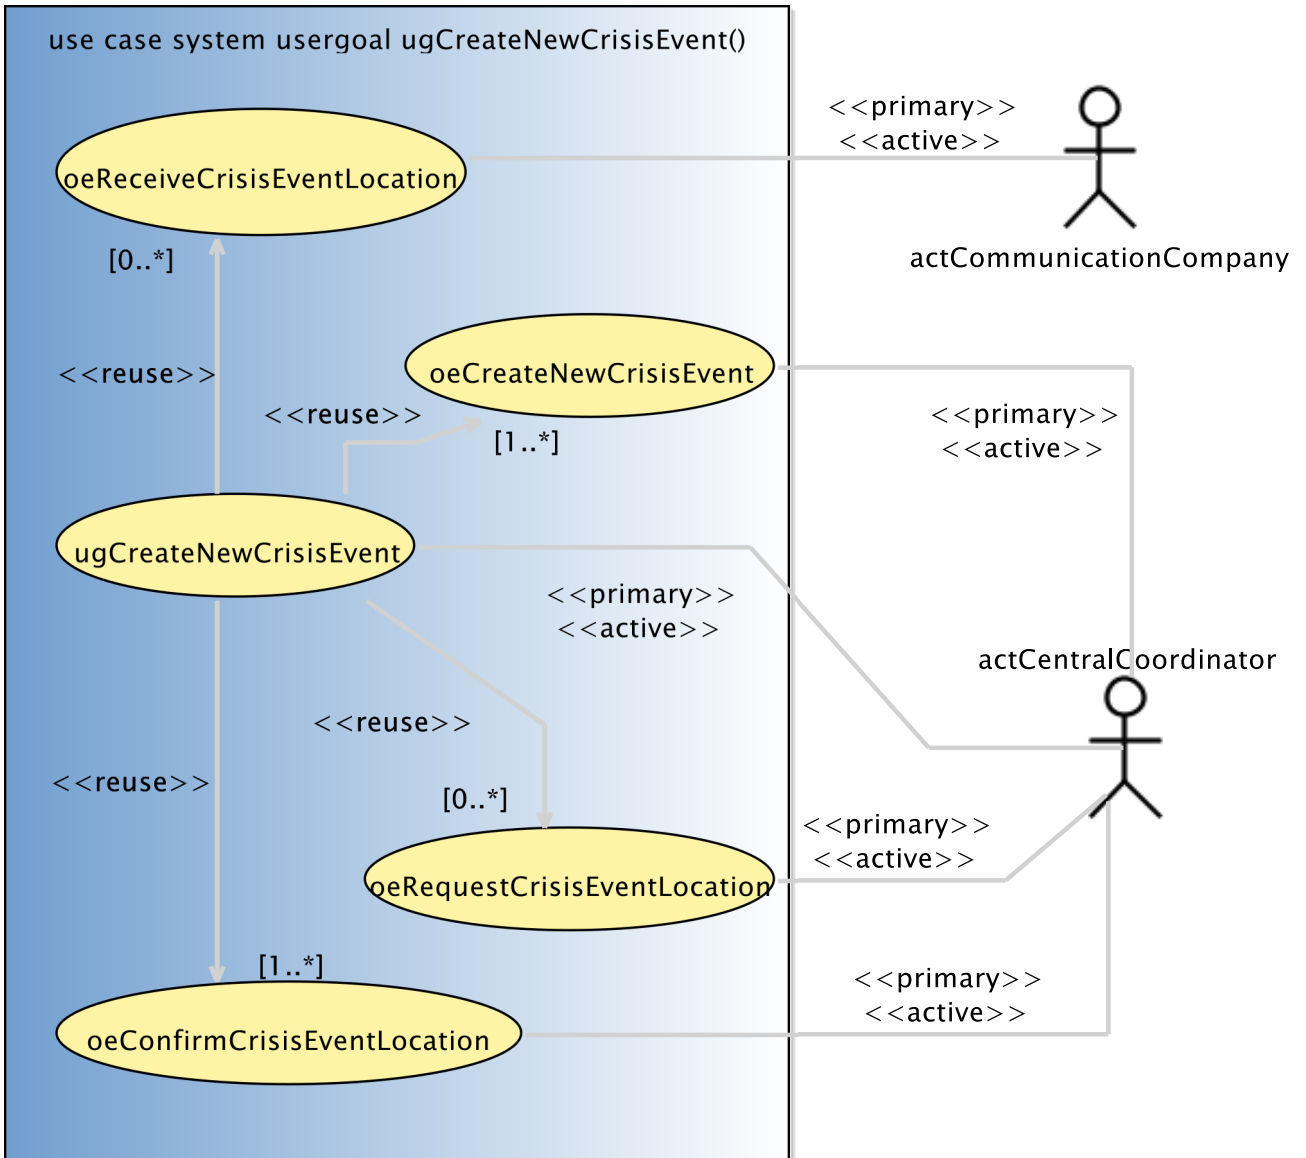 use case system usergoal ugCreateNewCrisisEvent()
<<primary>>
<<active>>
oeReceiveCrisisEventLocation
[0..*]
actCommunicationCompany
<<reuse>>
oeCreateNewCrisisEvent
<<reuse>>
[1..*]
<<primary>>
<<active>>
ugCreateNewCrisisEvent
<<primary>>
<<active>>
actCentralCoordinator
<<reuse>>
<<reuse>>
[0..*]
<<primary>>
<<active>>
oeRequestCrisisEventLocation
[1..*]
<<primary>>
<<active>>
oeConfirmCrisisEventLocation